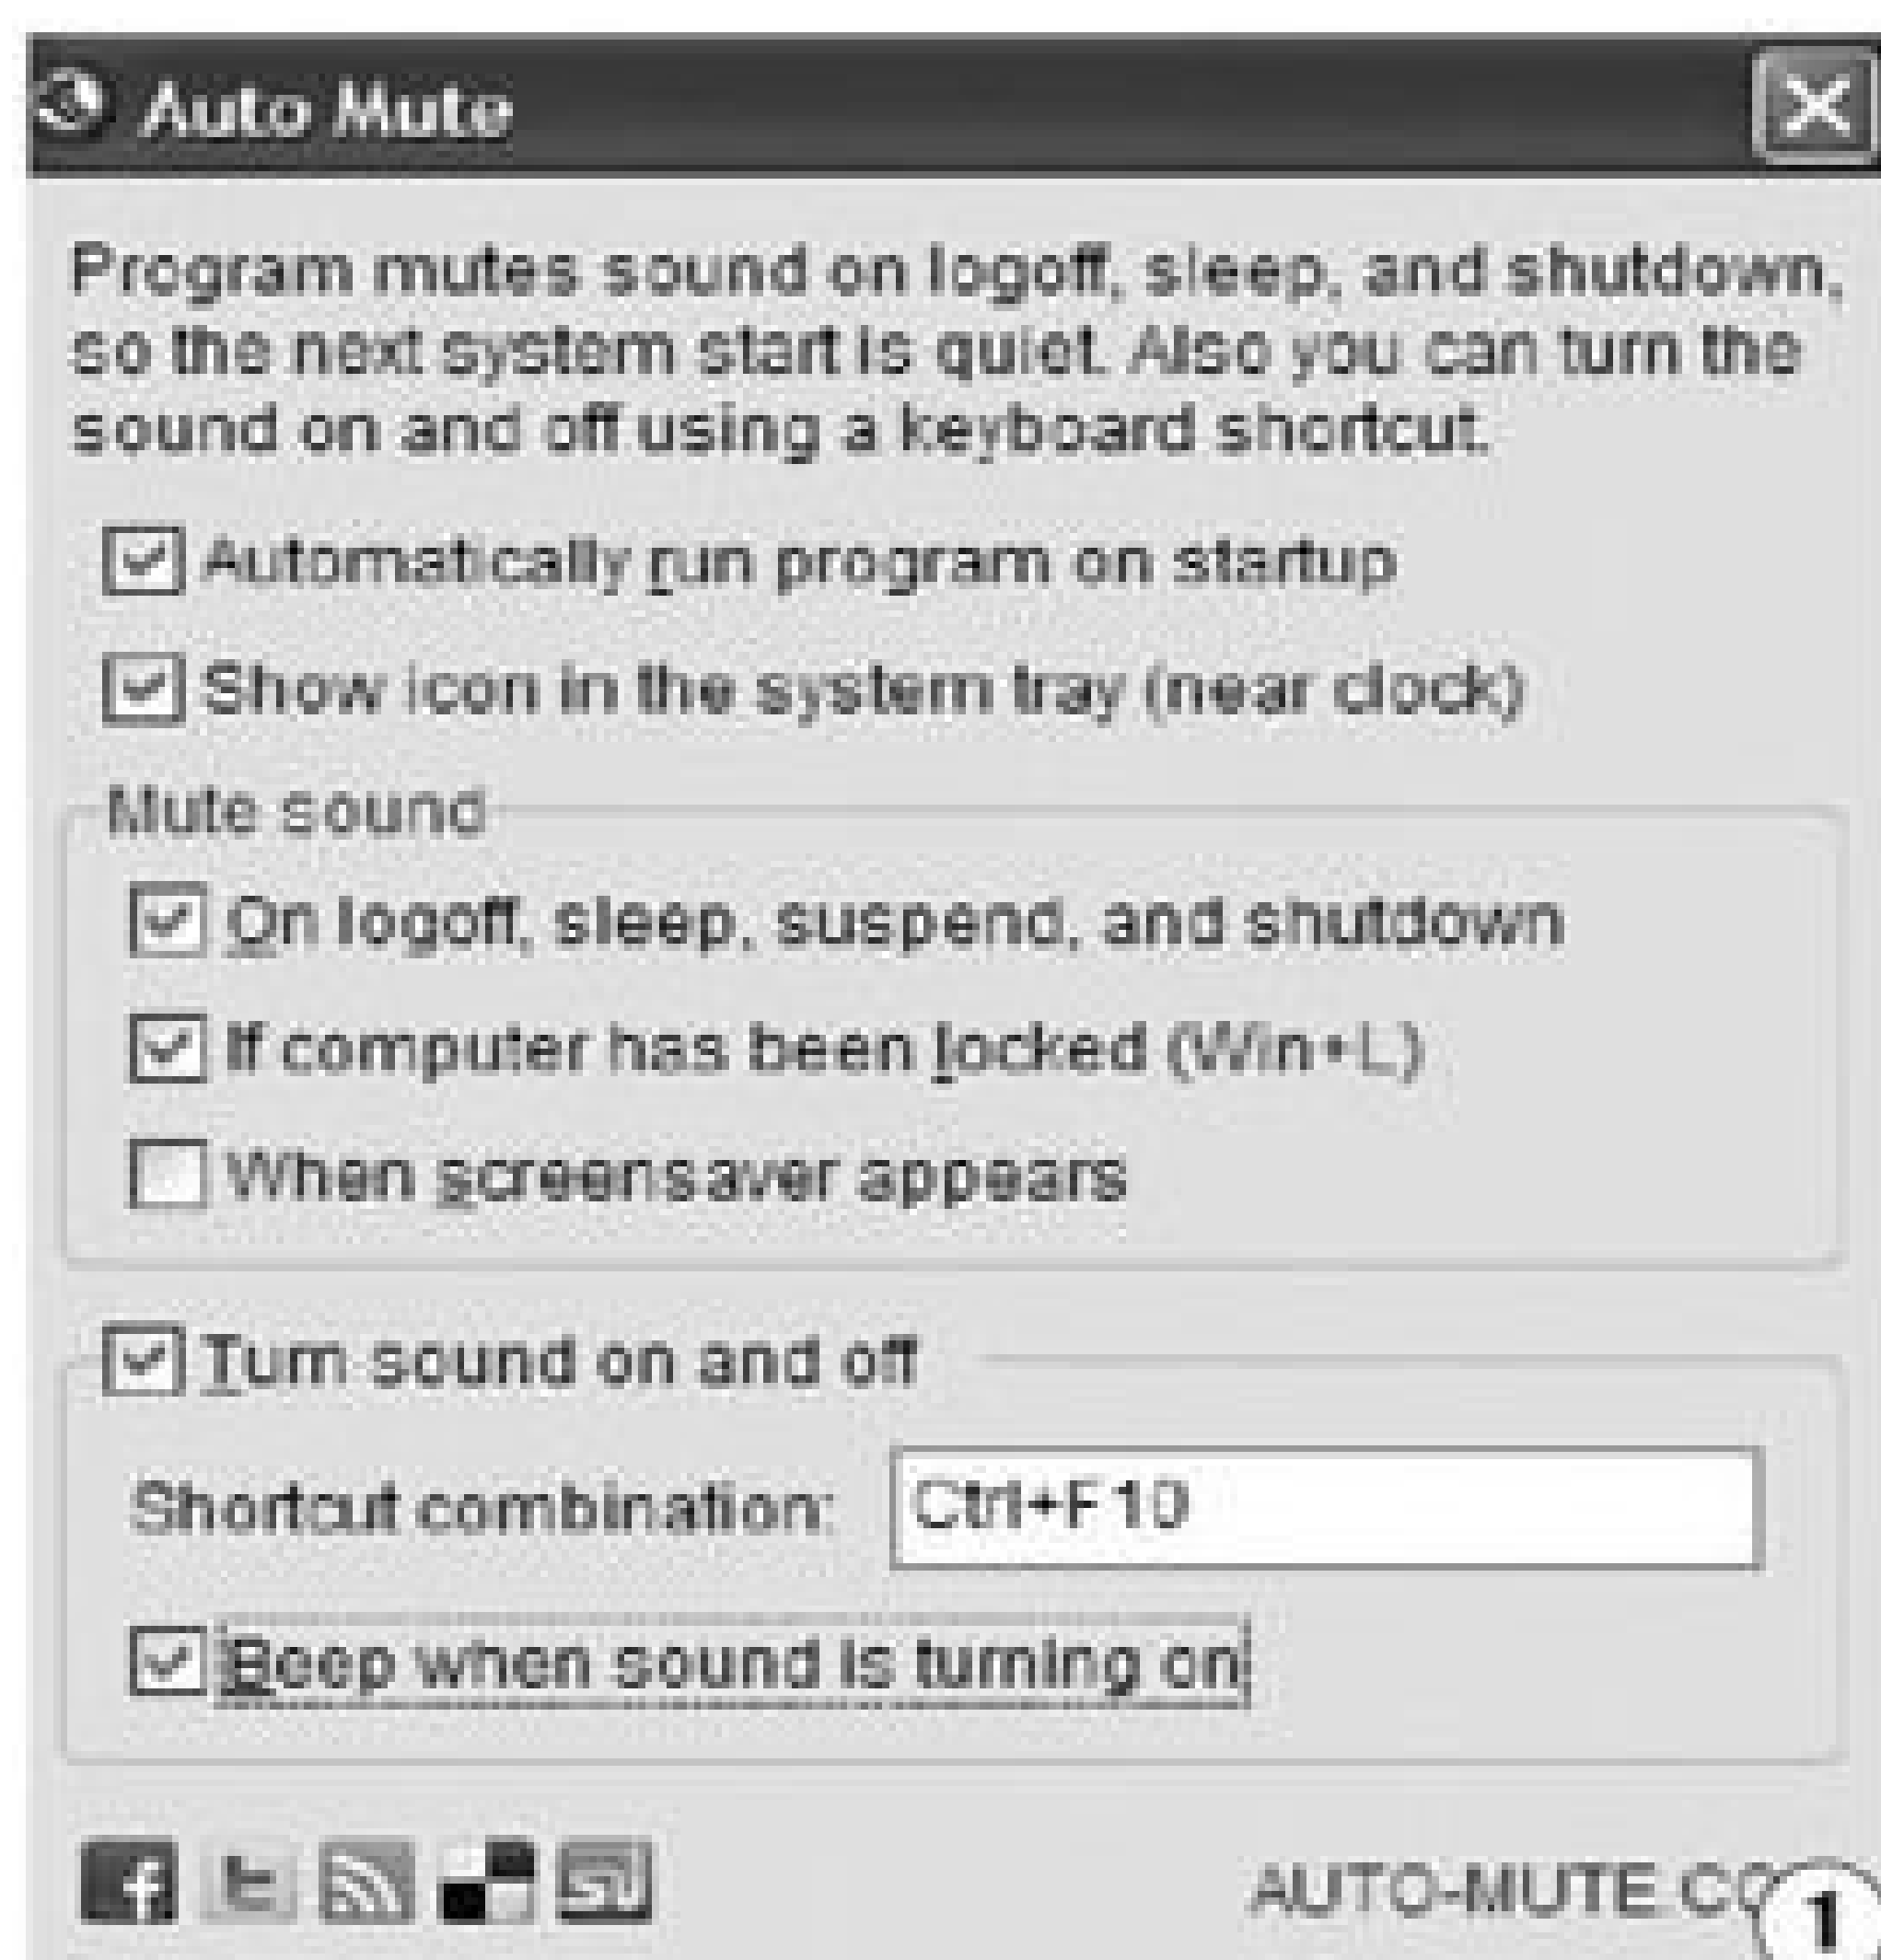 Auto Mute
Program mutes sound on logoff, sleep, and shutdown,
so the next system start is quiet. Also you can turn the
sound on and off using a keyboard shortcut.
Automatically run program on startup
Show icon in the system tray (near clock)
Mute sound
On logoff, sleep, suspend, and shutdown
If computer has been locked (Win+L)
When screensaver appears
Turn sound on and off
Shortcut combination: Ctrl+F10
Beep when sound is turning on
1